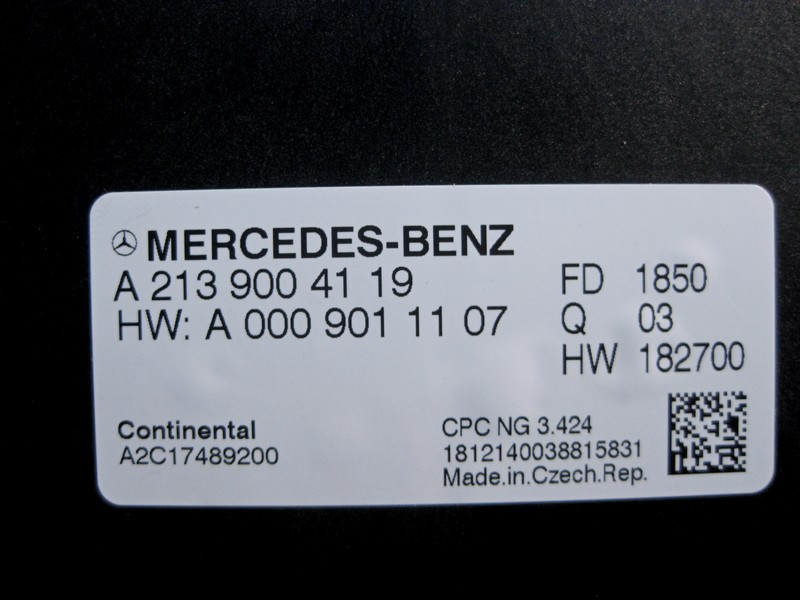 MERCEDES-BENZ
A 213 900 41 19
HW: A 000 901 11 07
FD 1850
Q 03
HW 182700
Continental
A2C17489200
CPC NG 3.424
1812140038815831
Made.in.Czech.Rep.